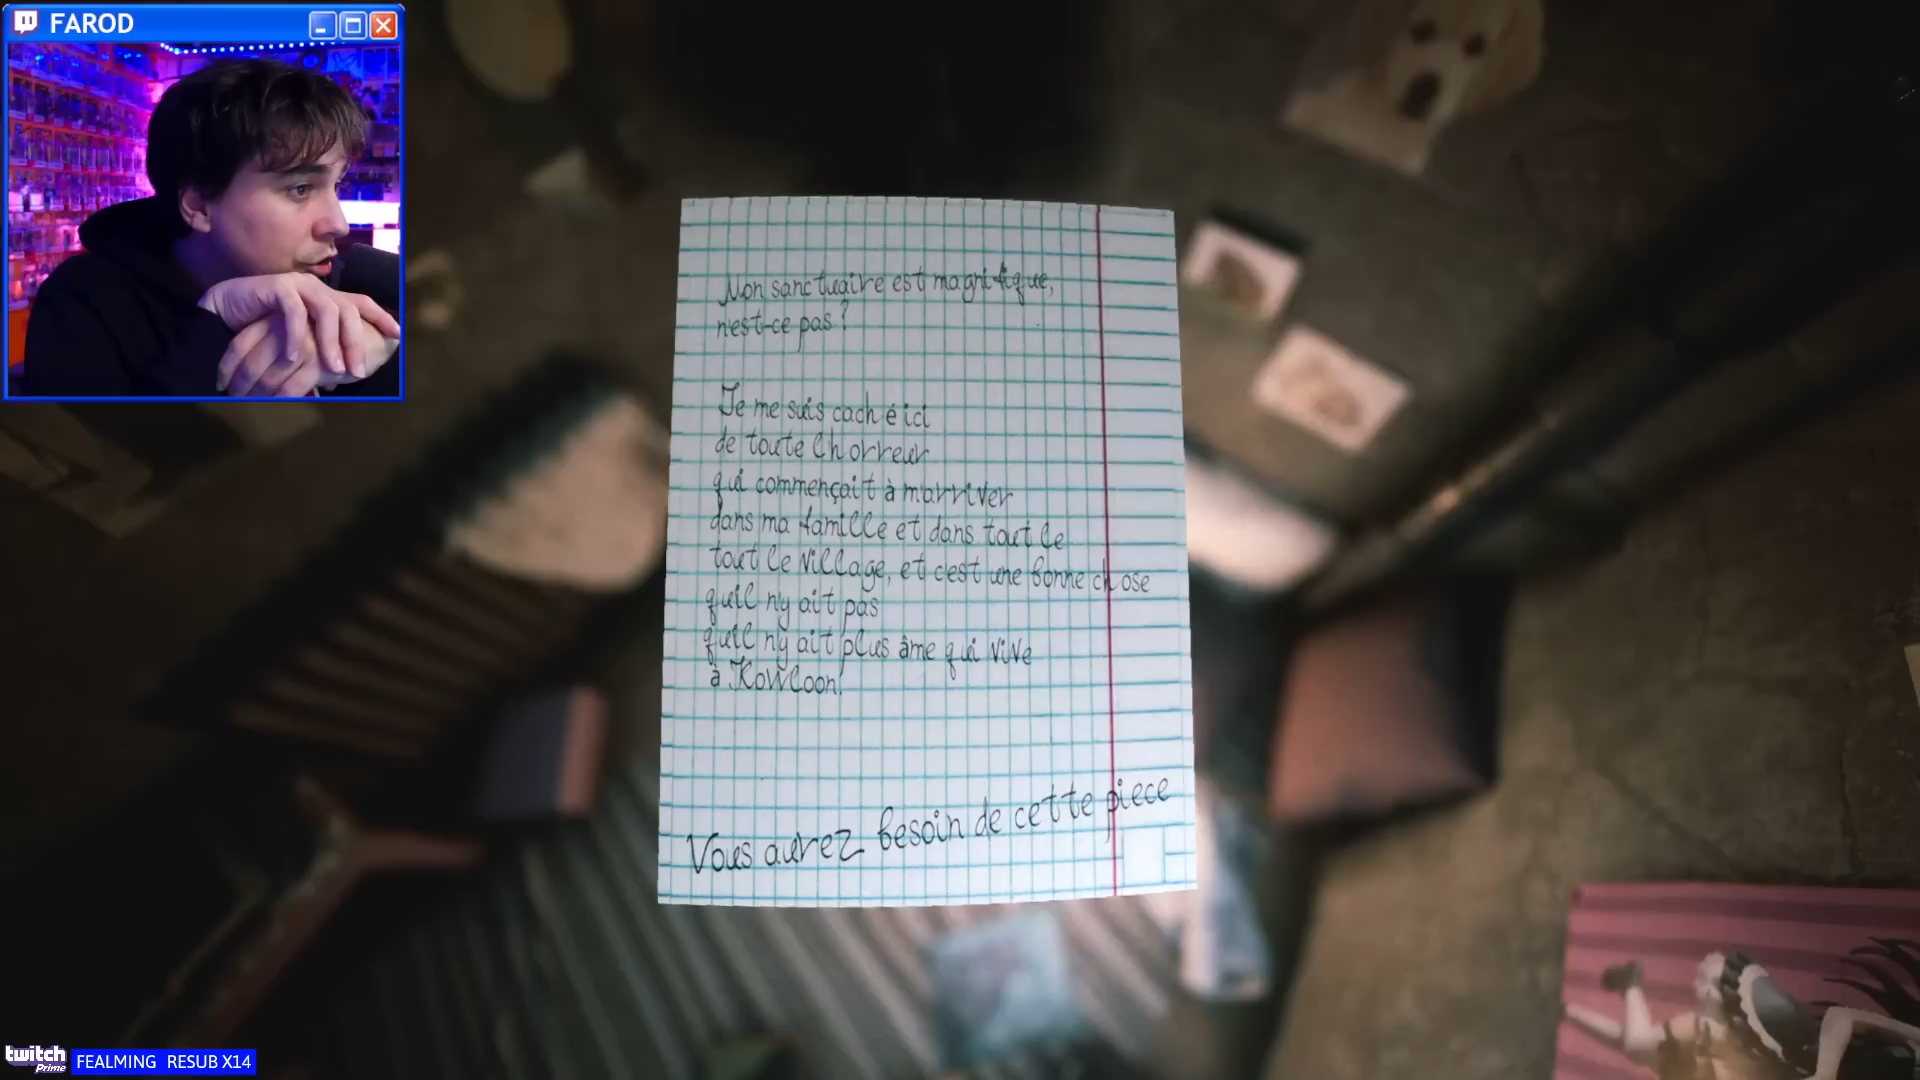 FAROD
Mon sanctuaire est magnifique,
n'est-ce pas ?
Je me suis caché ici
de toute l'horreur
qui commençait à m'arriver
dans ma famille et dans tout le
tout le village, et c'est une bonne chose
qu'il n'y ait pas
qu'il n'y ait plus âme qui vive
à Kowloon!
Vous aurez besoin de cette piece
twitch
Prime
FEALMING RESUB X14